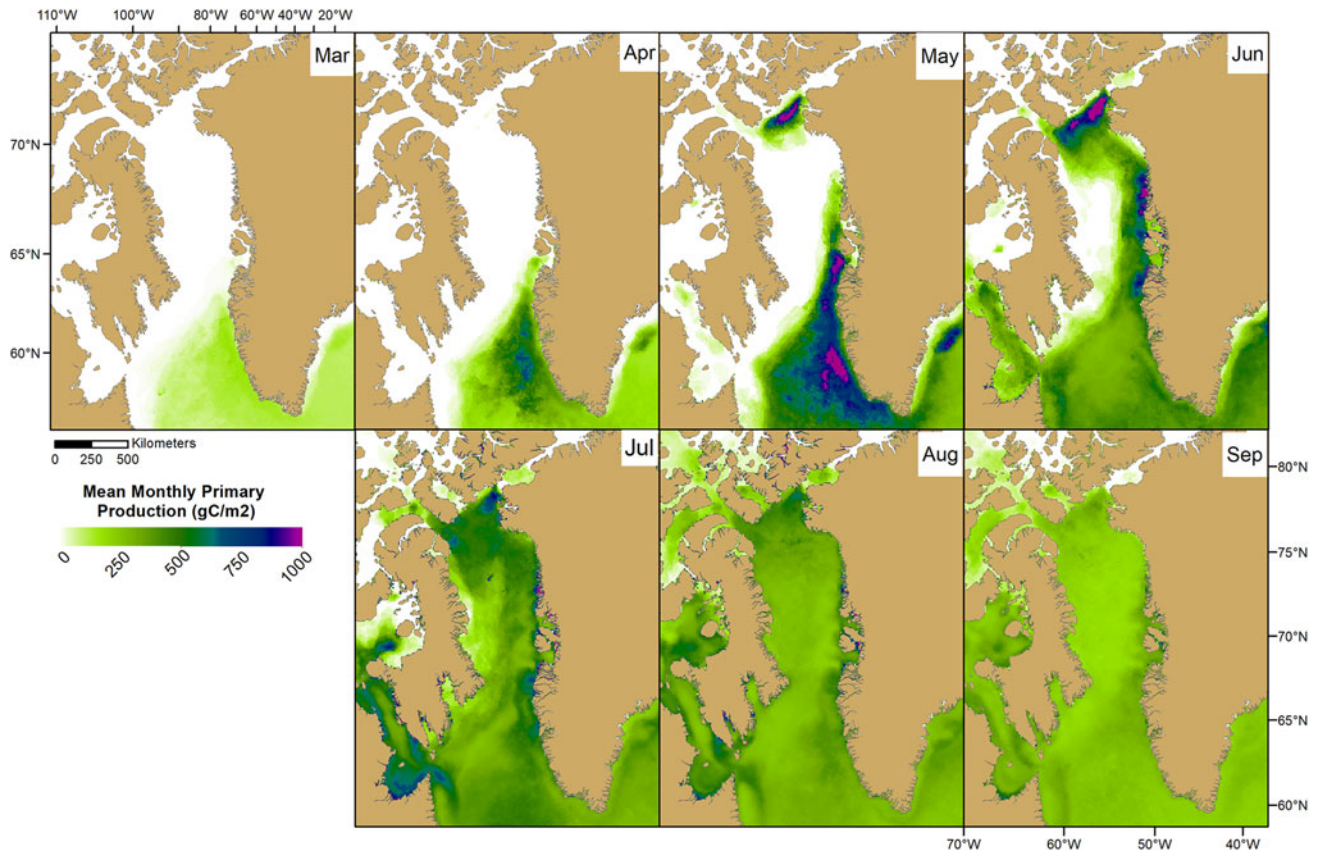 110°W 100°W 80°W 60°W 40°W 20°W
Mar
Apr
May
Jun
70°N
65°N
60°N
Kilometers
0 250 500
Mean Monthly Primary
Production (gC/m2)
0 250 500 750 1000
Jul
Aug
Sep
80°N
75°N
70°N
65°N
60°N
70°W 60°W 50°W 40°W